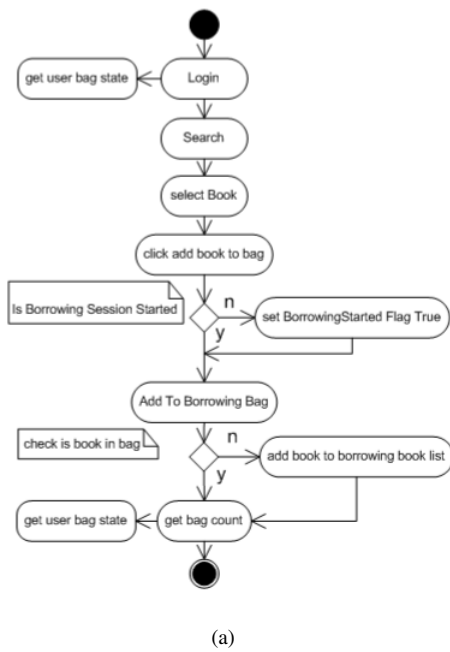 get user bag state
Login
Search
select Book
click add book to bag
Is Borrowing Session Started
n
set BorrowingStarted Flag True
y
Add To Borrowing Bag
check is book in bag
n
add book to borrowing book list
y
get user bag state
get bag count
(a)